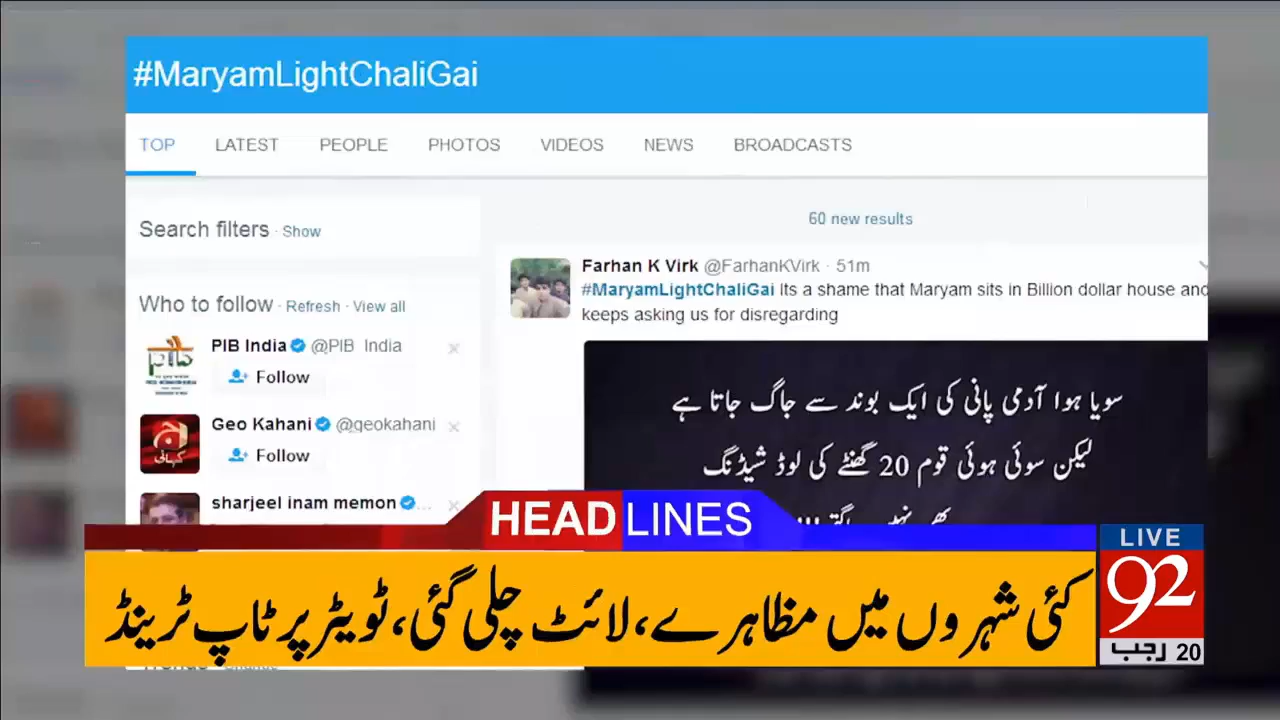 #MaryamLightChaliGai
TOP LATEST PEOPLE PHOTOS VIDEOS NEWS BROADCASTS
Search filters · Show
60 new results
Farhan K Virk @FarhanKVirk · 51m
#MaryamLightChaliGai Its a shame that Maryam sits in Billion dollar house and
keeps asking us for disregarding
Who to follow · Refresh · View all
PIB India @PIB India
Follow
Geo Kahani @geokahani
Follow
sharjeel inam memon ...
سویا ہوا آدمی پانی کی ایک بوند سے جاگ جاتا ہے
لیکن سوئی ہوئی قوم 20 گھنٹے کی لوڈ شیڈنگ
HEADLINES
کئی شہروں میں مظاہرے، لائٹ چلی گئی، ٹویٹر پر ٹاپ ٹرینڈ
LIVE
92
20 رجب